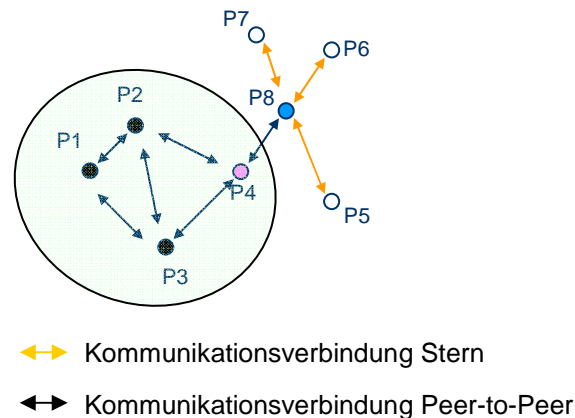 P7
P6
P8
P2
P1
P4
P5
P3
Kommunikationsverbindung Stern
Kommunikationsverbindung Peer-to-Peer